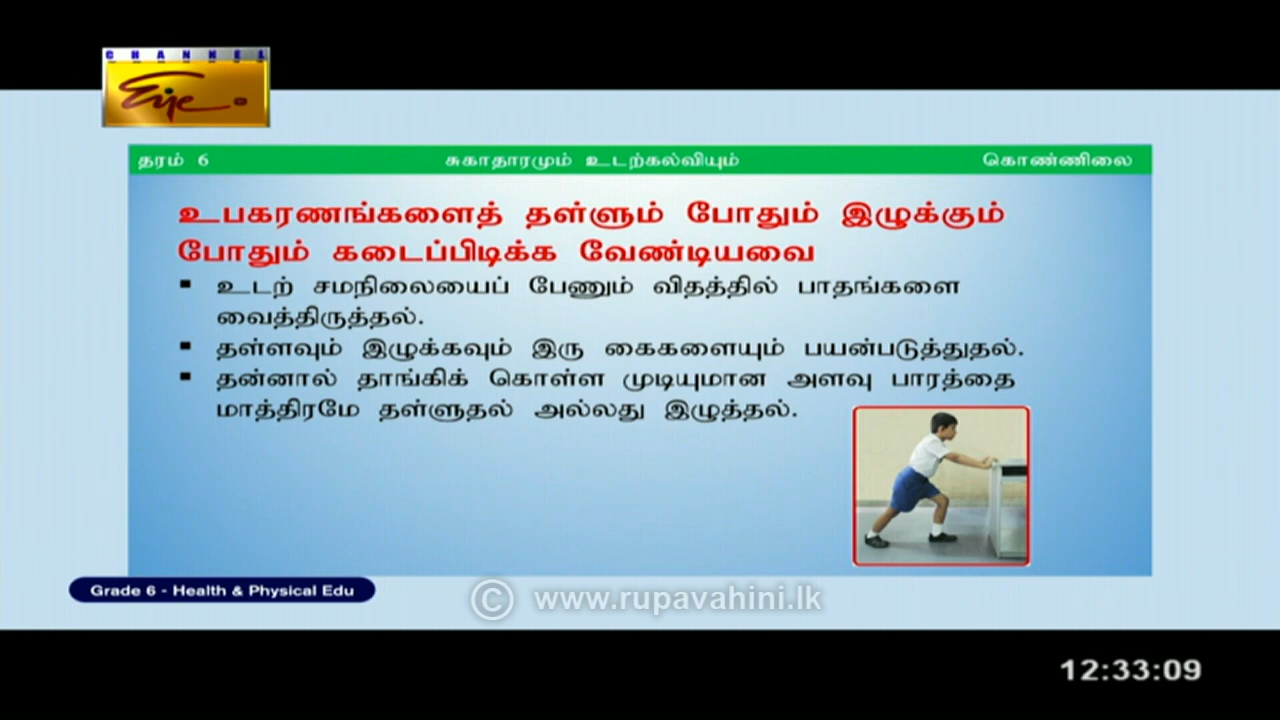 CHANNEL
Eye
தரம் 6 சுகாதாரமும் உடற்கல்வியும் கொண்ணிலை
உபகரணங்களைத் தள்ளும் போதும் இழுக்கும்
போதும் கடைப்பிடிக்க வேண்டியவை
▪ உடற் சமநிலையைப் பேணும் விதத்தில் பாதங்களை
வைத்திருத்தல்.
▪ தள்ளவும் இழுக்கவும் இரு கைகளையும் பயன்படுத்துதல்.
▪ தன்னால் தாங்கிக் கொள்ள முடியுமான அளவு பாரத்தை
மாத்திரமே தள்ளுதல் அல்லது இழுத்தல்.
Grade 6 - Health & Physical Edu
© www.rupavahini.lk
12:33:09